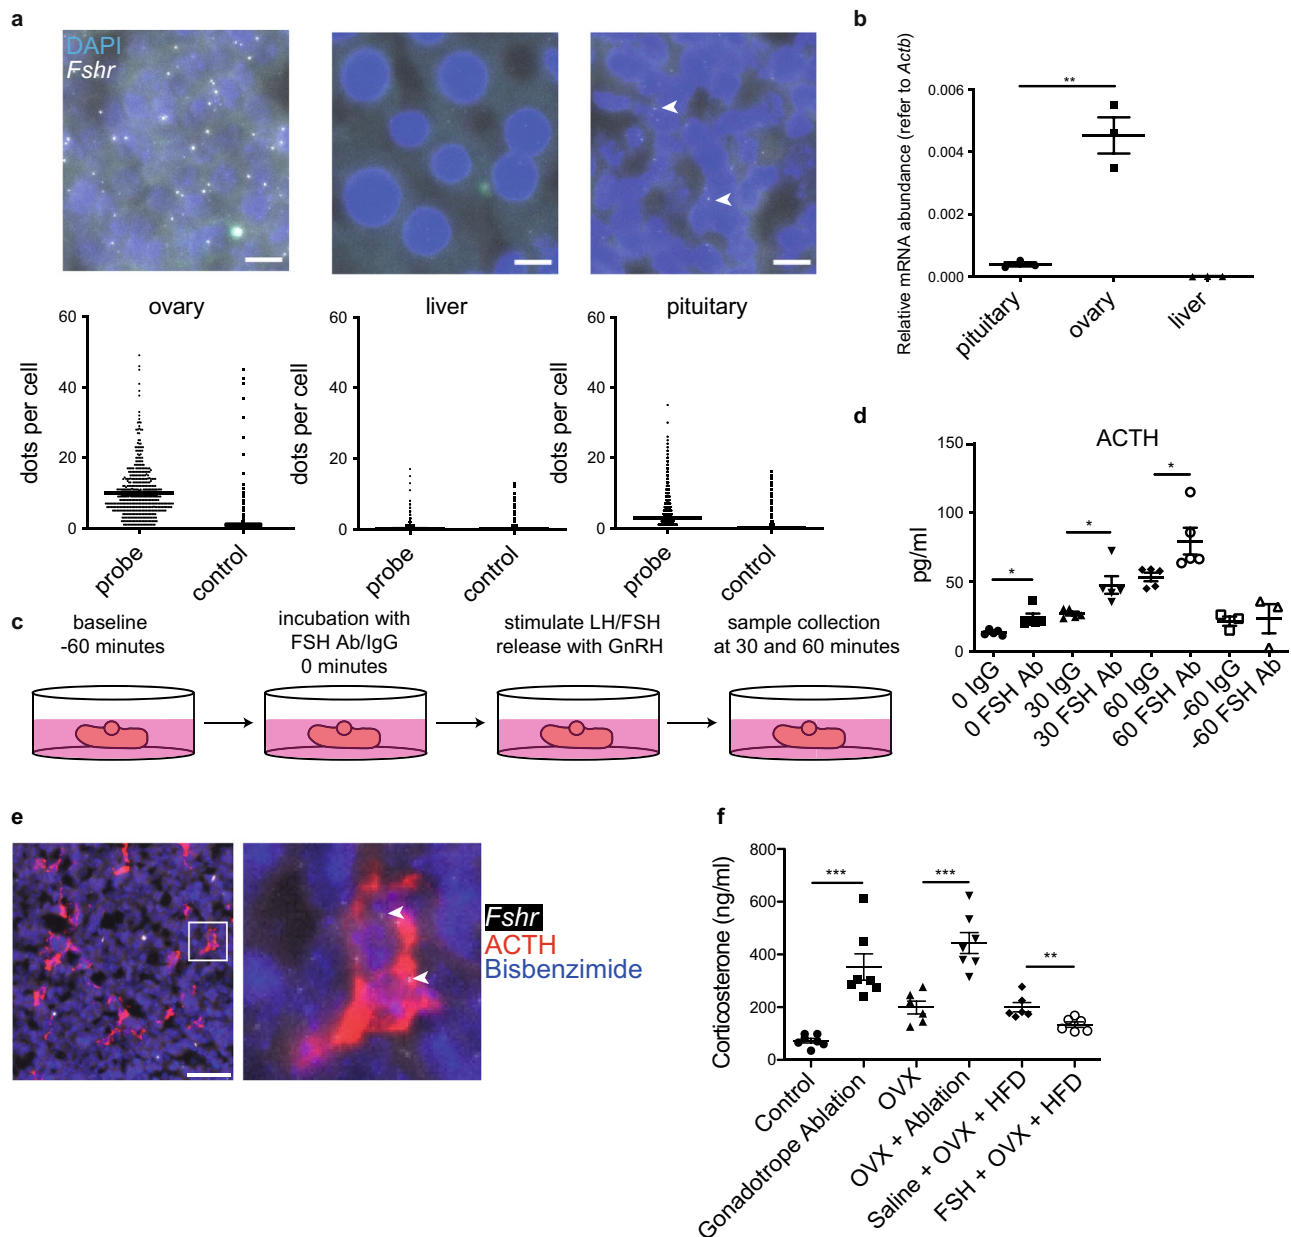 a
DAPI
Fshr
ovary
liver
pituitary
60
40
20
0
dots per cell
probe
control
60
40
20
0
dots per cell
probe
control
60
40
20
0
dots per cell
probe
control
b
Relative mRNA abundance (refer to Actb)
0.006
0.004
0.002
0.000
**
pituitary
ovary
liver
c
baseline
-60 minutes
incubation with
FSH Ab/IgG
0 minutes
stimulate LH/FSH
release with GnRH
sample collection
at 30 and 60 minutes
d
ACTH
pg/ml
150
100
50
0
*
*
*
0 IgG
0 FSH Ab
30 IgG
30 FSH Ab
60 IgG
60 FSH Ab
-60 IgG
-60 FSH Ab
e
Fshr
ACTH
Bisbenzimide
f
Corticosterone (ng/ml)
800
600
400
200
0
***
***
**
Control
Gonadotrope Ablation
OVX
OVX + Ablation
Saline + OVX + HFD
FSH + OVX + HFD